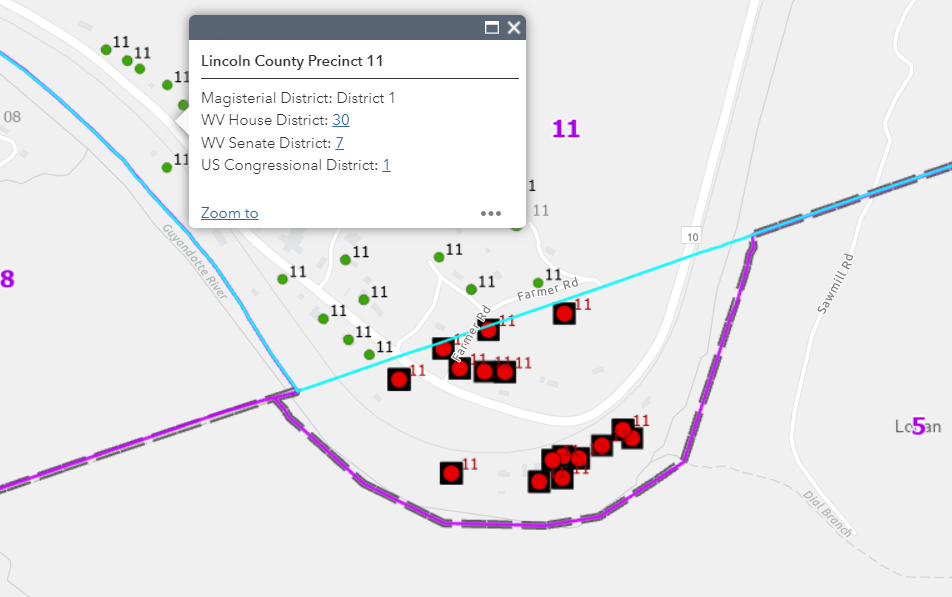 11
11
11
11
08
Lincoln County Precinct 11
Magisterial District: District 1
WV House District: 30
WV Senate District: 7
US Congressional District: 1
Zoom to
11
1
11
10
Guyandotte River
8
11
11
11
11
11
11
Farmer Rd
Sawmill Rd
11
11
11
11
11
Farmer Rd
11
11
11
11
11
5
11
11
Dial Branch